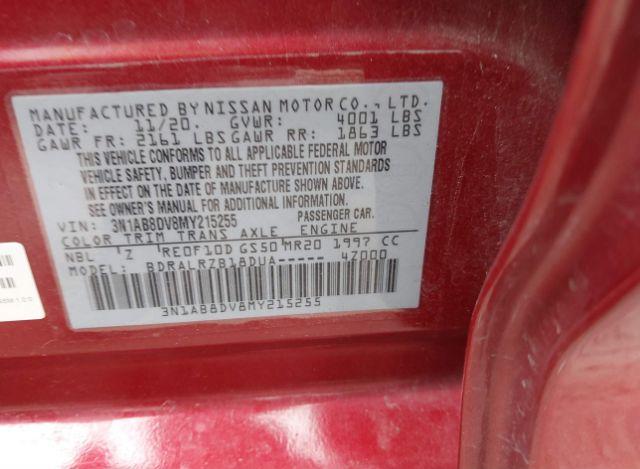 MANUFACTURED BY NISSAN MOTOR CO., LTD.
DATE: 11/20. GVWR: 4001 LBS
GAWR FR: 2161 LBS GAWR RR: 1863 LBS
THIS VEHICLE CONFORMS TO ALL APPLICABLE FEDERAL MOTOR
VEHICLE SAFETY, BUMPER AND THEFT PREVENTION STANDARDS
IN EFFECT ON THE DATE OF MANUFACTURE SHOWN ABOVE.
SEE OWNER'S MANUAL FOR ADDITIONAL INFORMATION.
VIN: 3N1AB8DV8MY215255 PASSENGER CAR.
COLOR TRIM TRANS AXLE ENGINE
NBL Z RE0F10D GS50 MR20 1997 CC
MODEL: BDRALRZB18DUA----- 4Z000
3N1AB8DV8MY215255